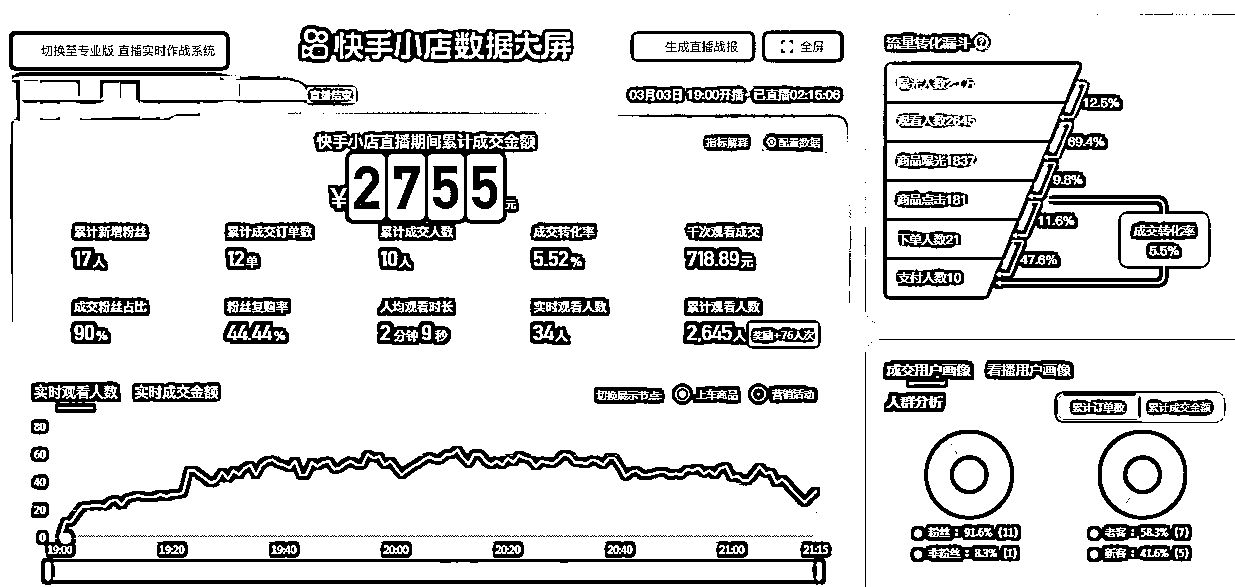 切换至专业版 直播实时作战系统
快手小店数据大屏
生成直播战报
全屏
03月03日 19:00开播 已直播02:15:06
快手小店直播期间累计成交金额
指标解释
配置数据
¥2755元
累计新增粉丝
累计成交订单数
累计成交人数
成交转化率
千次观看成交
17人
12单
10人
5.52%
718.89元
成交粉丝占比
粉丝复购率
人均观看时长
实时观看人数
累计观看人数
90%
44.44%
2分钟9秒
34人
2,645人
实时观看人数
实时成交金额
切换展示节点:
上车商品
营销活动
80
60
40
20
0
19:00
19:20
19:40
20:00
20:20
20:40
21:00
21:15
流量转化漏斗
曝光人数
观看人数2645
商品曝光1837
商品点击181
下单人数21
支付人数10
12.5%
69.4%
9.8%
11.6%
47.6%
成交转化率
5.5%
成交用户画像
看播用户画像
人群分析
累计订单数
累计成交金额
粉丝:91.6% (11)
非粉丝:8.3% (1)
老客:58.3% (7)
新客:41.6% (5)